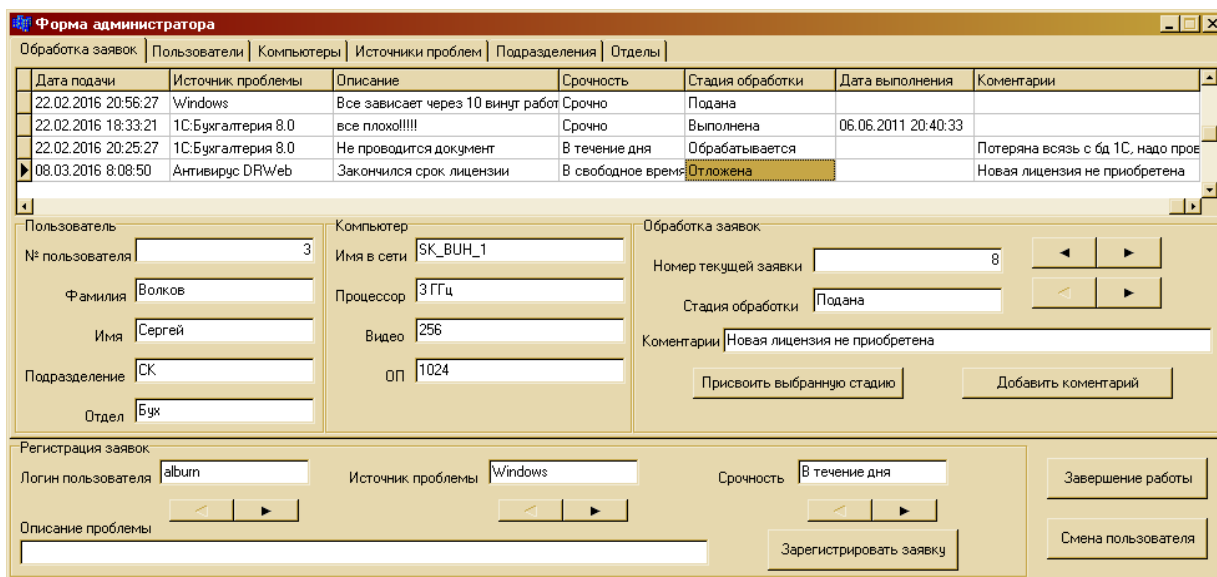 Форма администратора
Обработка заявок Пользователи Компьютеры Источники проблем Подразделения Отделы
Дата подачи Источник проблемы Описание Срочность Стадия обработки Дата выполнения Коментарии
22.02.2016 20:56:27 Windows Все зависает через 10 винут работ Срочно Подана
22.02.2016 18:33:21 1С:Бухгалтерия 8.0 все плохо!!!!! Срочно Выполнена 06.06.2011 20:40:33
22.02.2016 20:25:27 1С:Бухгалтерия 8.0 Не проводится документ В течение дня Обрабатывается Потеряна всязь с бд 1С, надо пров
08.03.2016 8:08:50 Антивирус DRWeb Закончился срок лицензии В свободное время Отложена Новая лицензия не приобретена
Пользователь Компьютер Обработка заявок
№ пользователя 3 Имя в сети SK_BUH_1 Номер текущей заявки 8
Фамилия Волков Процессор 3 ГГц Стадия обработки Подана
Имя Сергей Видео 256 Коментарии Новая лицензия не приобретена
Подразделение СК ОП 1024 Присвоить выбранную стадию Добавить коментарий
Отдел Бух
Регистрация заявок
Логин пользователя alburn Источник проблемы Windows Срочность В течение дня Завершение работы
Описание проблемы
Зарегистрировать заявку Смена пользователя